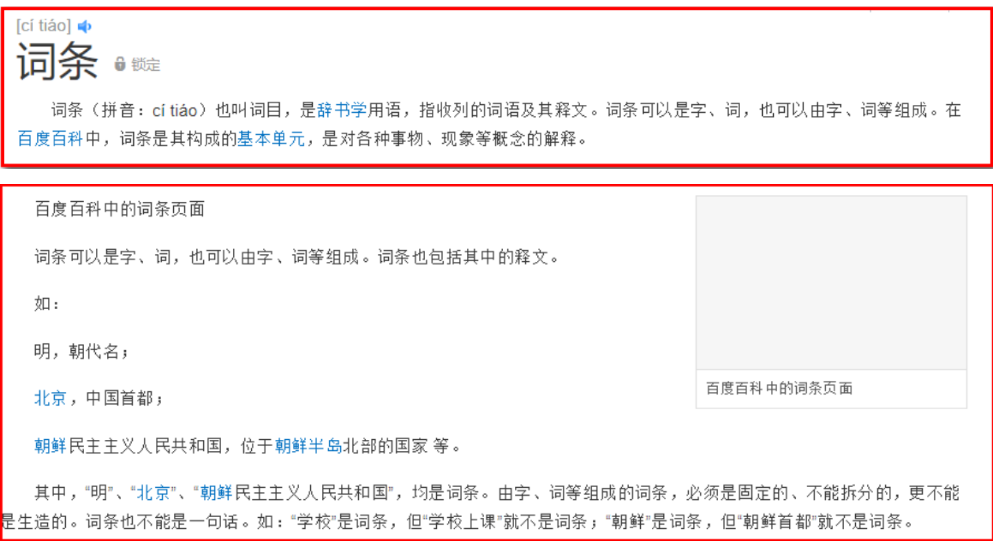 [cí tiáo]
词条 锁定
词条（拼音：cí tiáo）也叫词目，是辞书学用语，指收列的词语及其释文。词条可以是字、词，也可以由字、词等组成。在
百度百科中，词条是其构成的基本单元，是对各种事物、现象等概念的解释。
百度百科中的词条页面
词条可以是字、词，也可以由字、词等组成。词条也包括其中的释文。
如：
明，朝代名；
北京，中国首都；
百度百科中的词条页面
朝鲜民主主义人民共和国，位于朝鲜半岛北部的国家 等。
其中，“明”、“北京”、“朝鲜民主主义人民共和国”，均是词条。由字、词等组成的词条，必须是固定的、不能拆分的，更不能
是生造的。词条也不能是一句话。如：“学校”是词条，但“学校上课”就不是词条；“朝鲜”是词条，但“朝鲜首都”就不是词条。